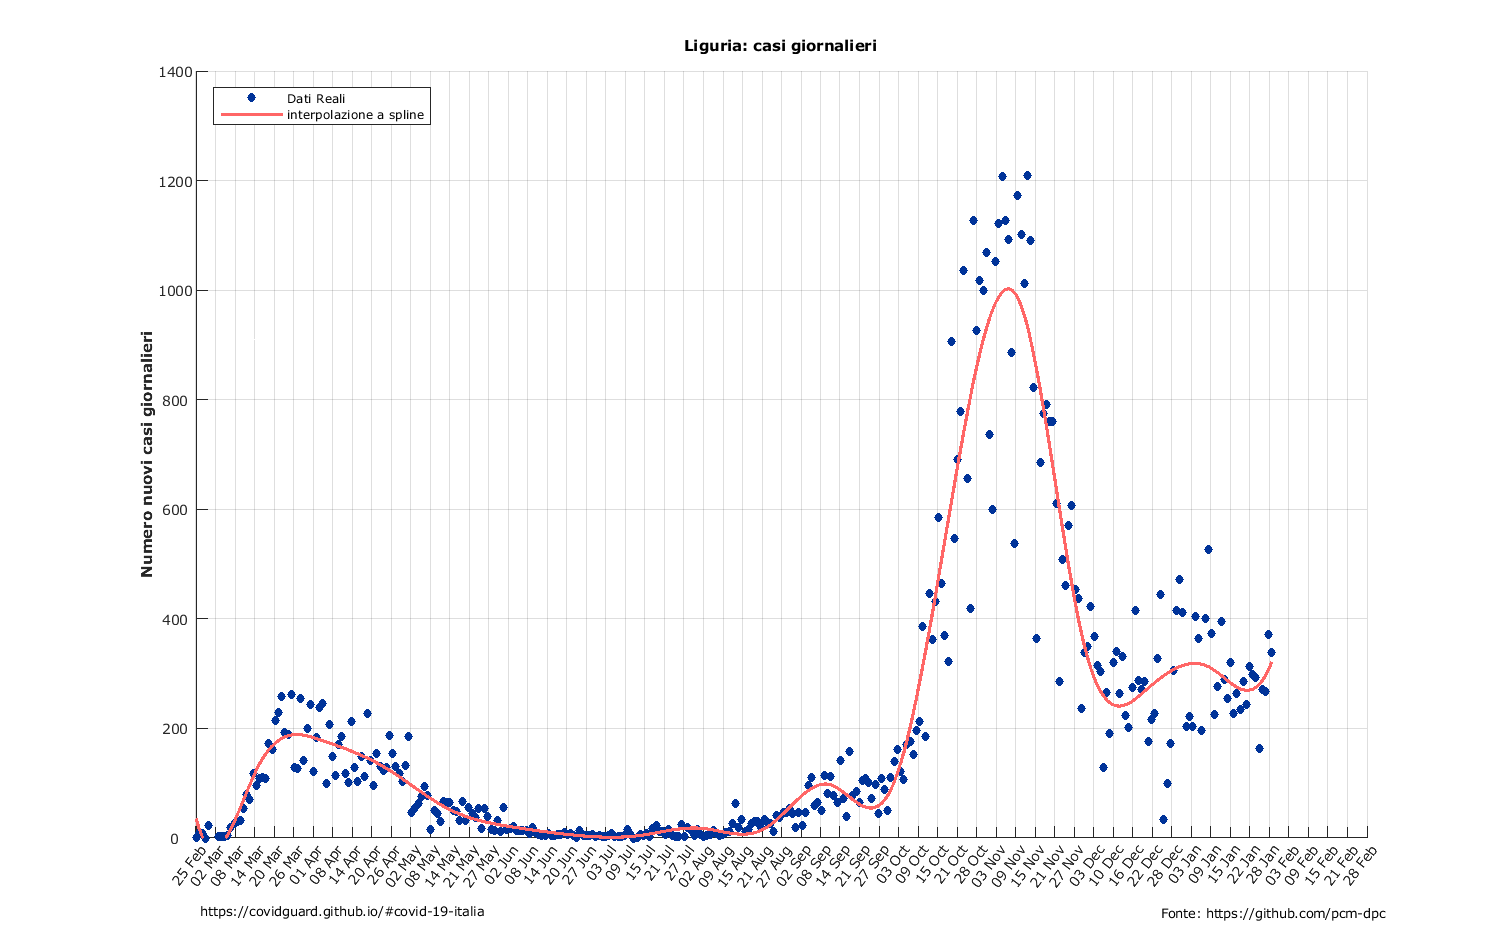 Liguria: casi giornalieri
Dati Reali
interpolazione a spline
Numero nuovi casi giornalieri
1400
1200
1000
800
600
400
200
0
25 Feb
02 Mar
08 Mar
14 Mar
20 Mar
26 Mar
01 Apr
08 Apr
14 Apr
20 Apr
26 Apr
02 May
08 May
14 May
21 May
27 May
02 Jun
08 Jun
14 Jun
20 Jun
27 Jun
03 Jul
09 Jul
15 Jul
21 Jul
27 Jul
02 Aug
09 Aug
15 Aug
21 Aug
27 Aug
02 Sep
08 Sep
14 Sep
21 Sep
27 Sep
03 Oct
09 Oct
15 Oct
21 Oct
28 Oct
03 Nov
09 Nov
15 Nov
21 Nov
27 Nov
03 Dec
10 Dec
16 Dec
22 Dec
28 Dec
03 Jan
09 Jan
15 Jan
22 Jan
28 Jan
03 Feb
09 Feb
15 Feb
21 Feb
28 Feb
https://covidguard.github.io/#covid-19-italia
Fonte: https://github.com/pcm-dpc